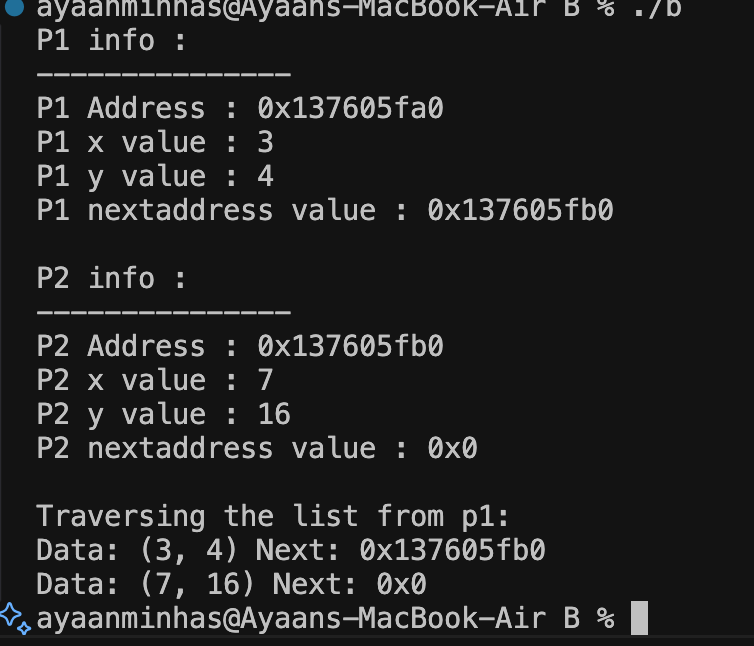 ayaanminhas@Ayaans-MacBook-Air B % ./b
P1 info :
---------------
P1 Address : 0x137605fa0
P1 x value : 3
P1 y value : 4
P1 nextaddress value : 0x137605fb0
P2 info :
---------------
P2 Address : 0x137605fb0
P2 x value : 7
P2 y value : 16
P2 nextaddress value : 0x0
Traversing the list from p1:
Data: (3, 4) Next: 0x137605fb0
Data: (7, 16) Next: 0x0
ayaanminhas@Ayaans-MacBook-Air B %